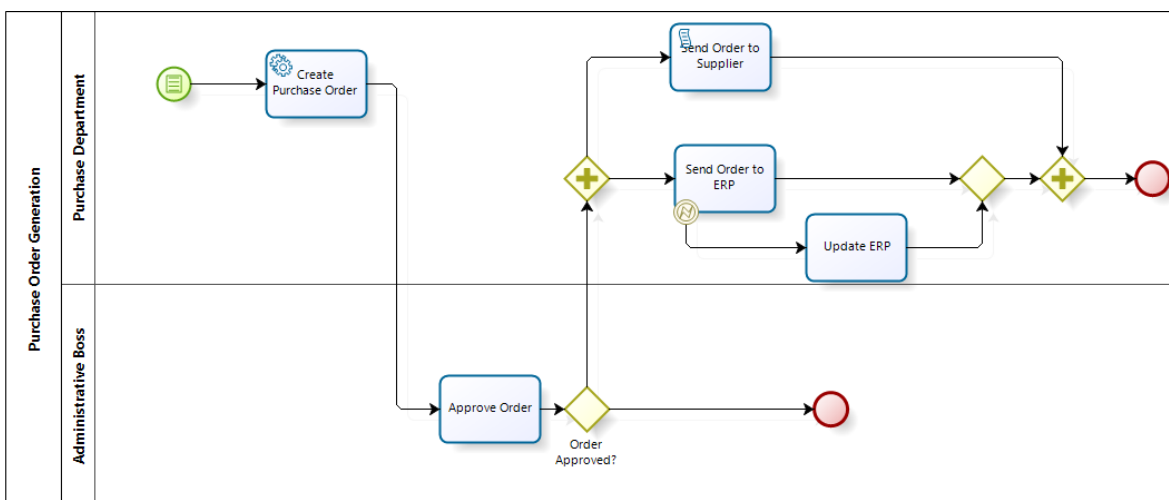 Purchase Order Generation
Purchase Department
Create
Purchase Order
Send Order to
Supplier
Send Order to
ERP
Update ERP
Administrative Boss
Approve Order
Order
Approved?